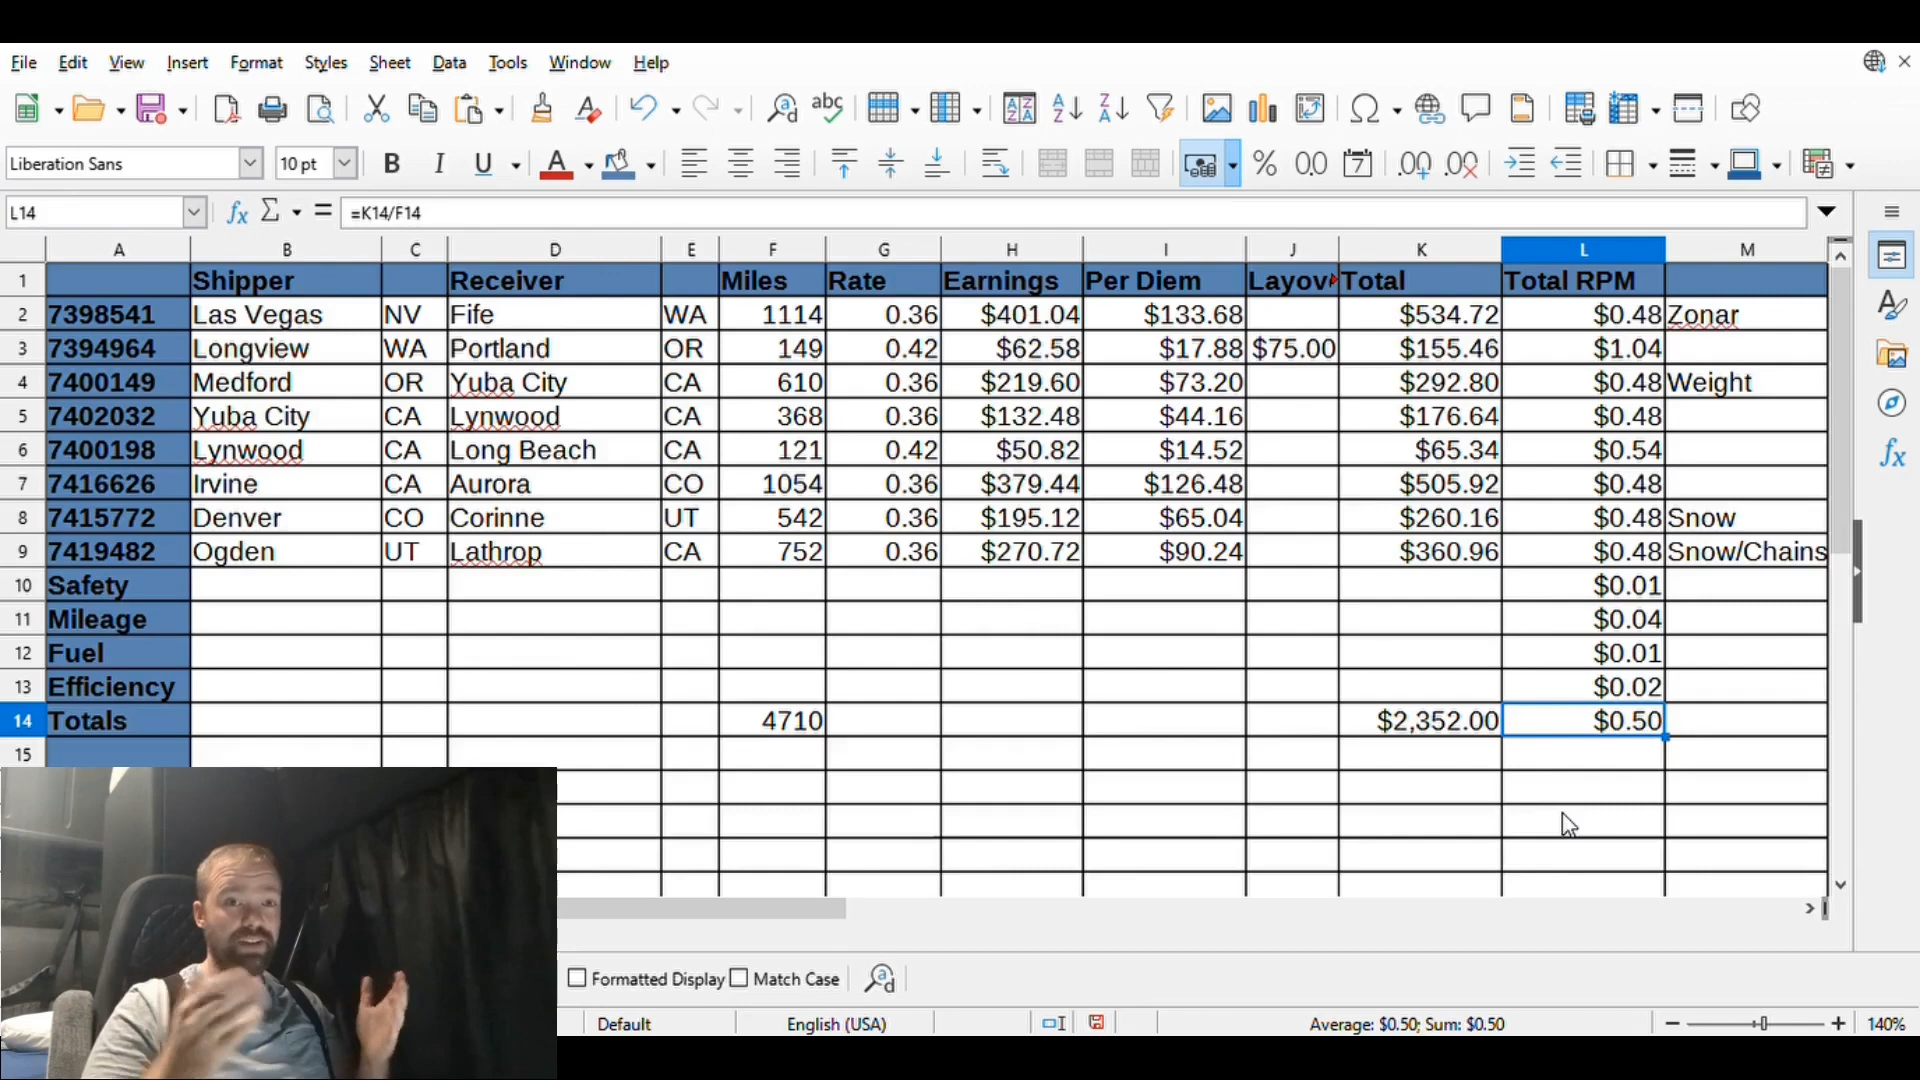 File Edit View Insert Format Styles Sheet Data Tools Window Help
Liberation Sans 10 pt
L14 =K14/F14
A B C D E F G H I J K L M
1 Shipper Receiver Miles Rate Earnings Per Diem Layov Total Total RPM
2 7398541 Las Vegas NV Fife WA 1114 0.36 $401.04 $133.68 $534.72 $0.48 Zonar
3 7394964 Longview WA Portland OR 149 0.42 $62.58 $17.88 $75.00 $155.46 $1.04
4 7400149 Medford OR Yuba City CA 610 0.36 $219.60 $73.20 $292.80 $0.48 Weight
5 7402032 Yuba City CA Lynwood CA 368 0.36 $132.48 $44.16 $176.64 $0.48
6 7400198 Lynwood CA Long Beach CA 121 0.42 $50.82 $14.52 $65.34 $0.54
7 7416626 Irvine CA Aurora CO 1054 0.36 $379.44 $126.48 $505.92 $0.48
8 7415772 Denver CO Corinne UT 542 0.36 $195.12 $65.04 $260.16 $0.48 Snow
9 7419482 Ogden UT Lathrop CA 752 0.36 $270.72 $90.24 $360.96 $0.48 Snow/Chains
10 Safety $0.01
11 Mileage $0.04
12 Fuel $0.01
13 Efficiency $0.02
14 Totals 4710 $2,352.00 $0.50
15
Formatted Display Match Case
Default English (USA) Average: $0.50; Sum: $0.50 140%